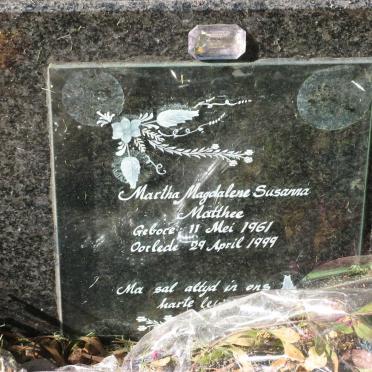 Martha Magdalene Susanna
Matthee
Gebore: 11 Mei 1961
Oorlede 29 April 1999
Ma sal altyd in ons
harte